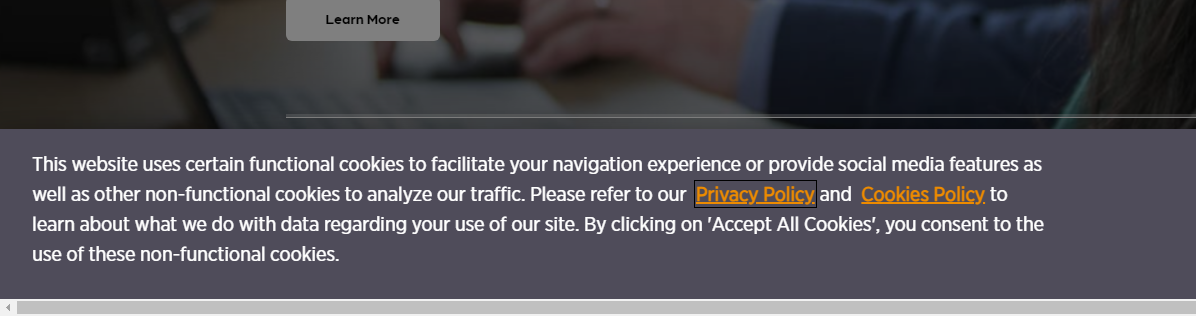 Learn More
This website uses certain functional cookies to facilitate your navigation experience or provide social media features as
well as other non-functional cookies to analyze our traffic. Please refer to our Privacy Policy and Cookies Policy to
learn about what we do with data regarding your use of our site. By clicking on 'Accept All Cookies', you consent to the
use of these non-functional cookies.